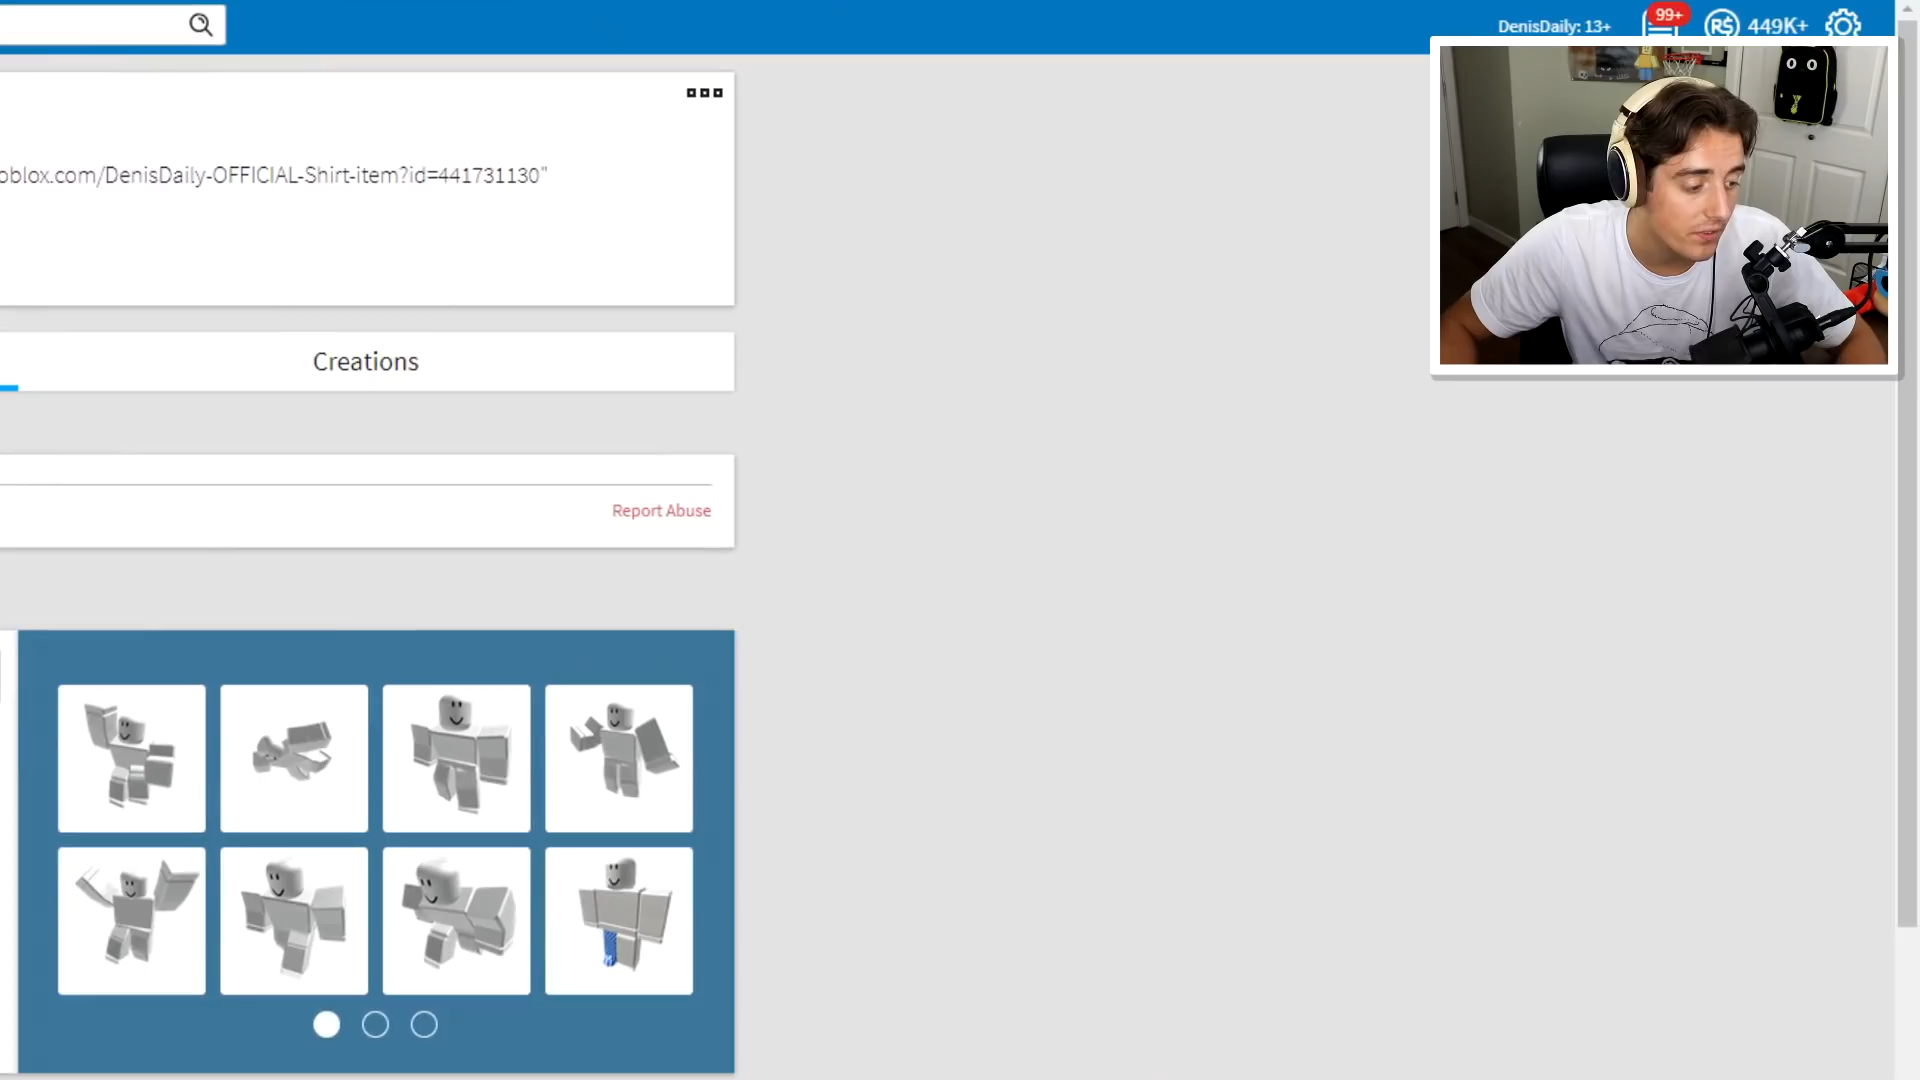 DenisDaily: 13+
99+
R$
449K+
oblox.com/DenisDaily-OFFICIAL-Shirt-item?id=441731130"
Creations
Report Abuse